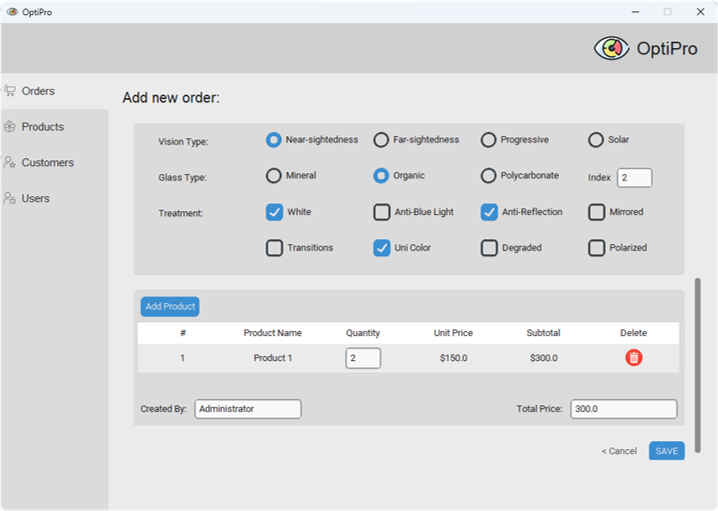 OptiPro
OptiPro
Orders
Products
Customers
Users
Add new order:
Vision Type: Near-sightedness Far-sightedness Progressive Solar
Glass Type: Mineral Organic Polycarbonate Index 2
Treatment: White Anti-Blue Light Anti-Reflection Mirrored
Transitions Uni Color Degraded Polarized
Add Product
# Product Name Quantity Unit Price Subtotal Delete
1 Product 1 2 $150.0 $300.0
Created By: Administrator Total Price: 300.0
< Cancel SAVE